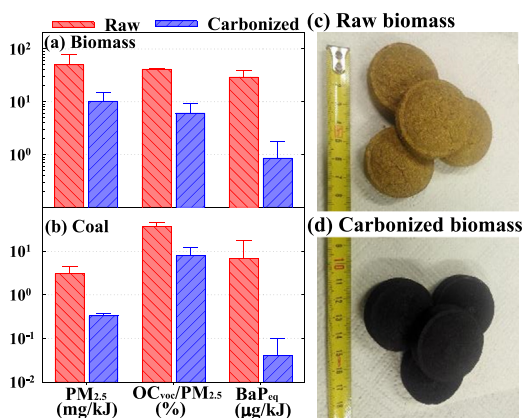 Raw Carbonized
(a) Biomass
10²
10¹
10⁰
(b) Coal
10¹
10⁰
10⁻¹
10⁻²
PM₂.₅ OCᵥₒc/PM₂.₅ BaPeq
(mg/kJ) (%) (μg/kJ)
(c) Raw biomass
(d) Carbonized biomass